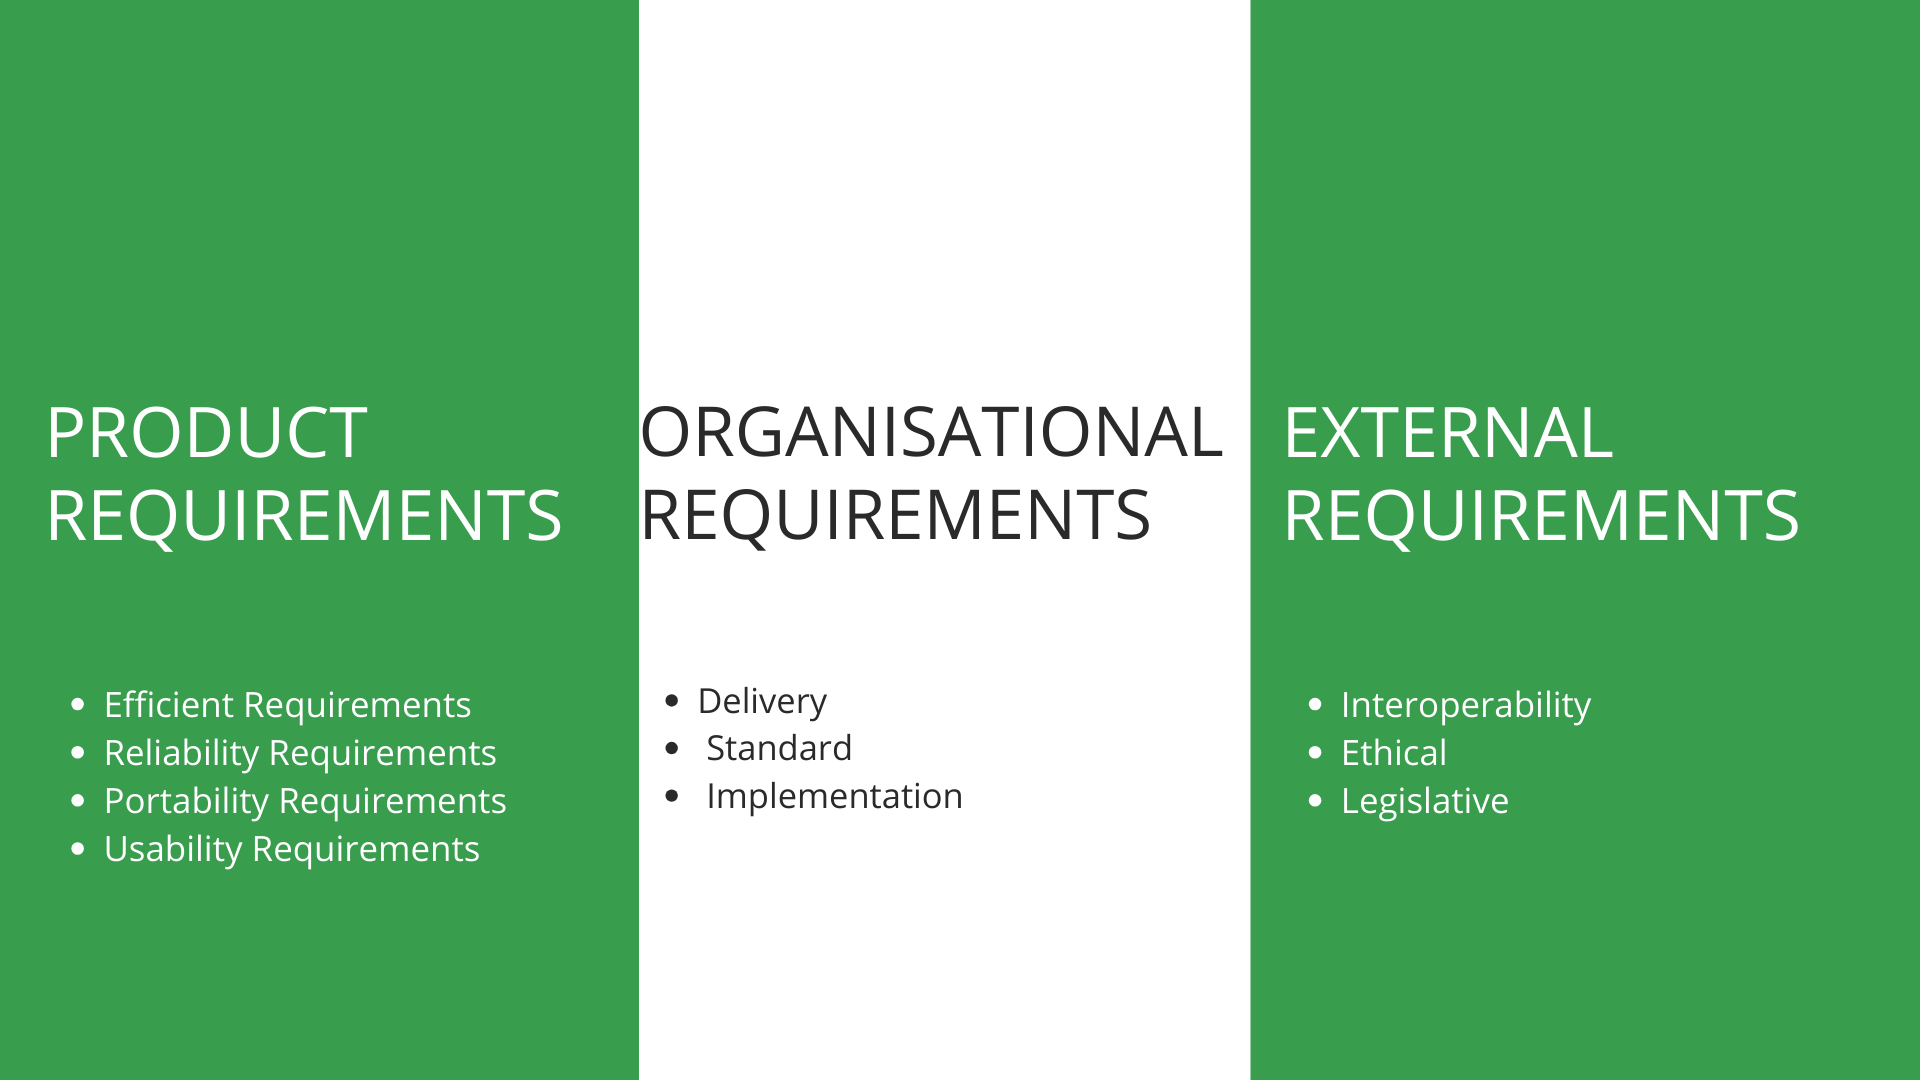 PRODUCT
REQUIREMENTS
• Efficient Requirements
• Reliability Requirements
• Portability Requirements
• Usability Requirements
ORGANISATIONAL
REQUIREMENTS
• Delivery
• Standard
• Implementation
EXTERNAL
REQUIREMENTS
• Interoperability
• Ethical
• Legislative